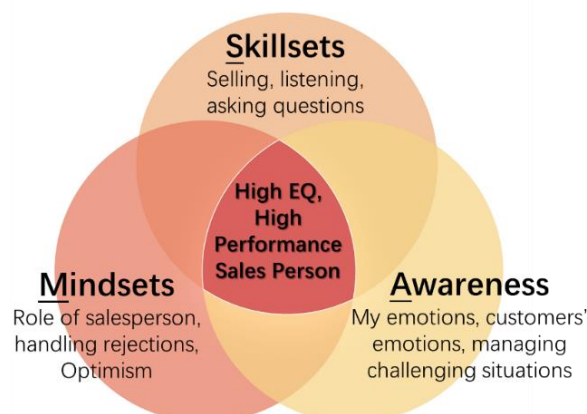 Skillsets
Selling, listening,
asking questions
High EQ,
High
Performance
Sales Person
Mindsets
Role of salesperson,
handling rejections,
Optimism
Awareness
My emotions, customers'
emotions, managing
challenging situations